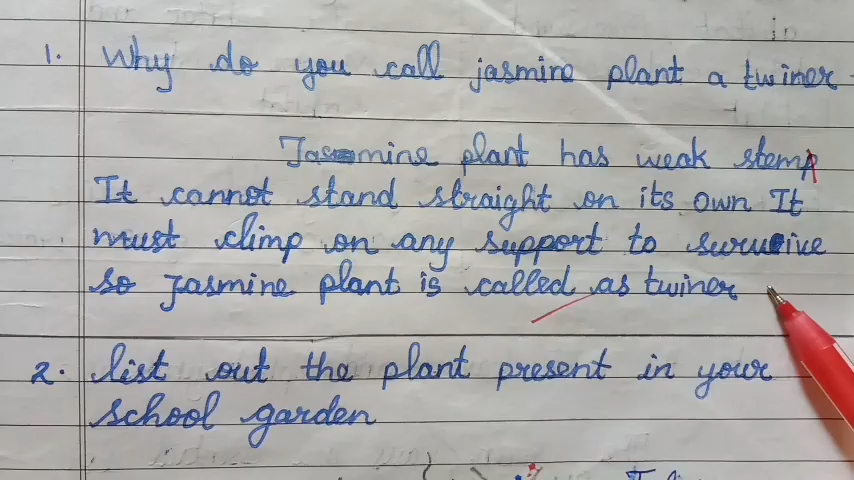 1. Why do you call jasmine plant a twiner
Jasmine plant has weak stem
It cannot stand straight on its own It
must climp on any support to survive
so Jasmine plant is called as twiner
2. list out the plant present in your
school garden